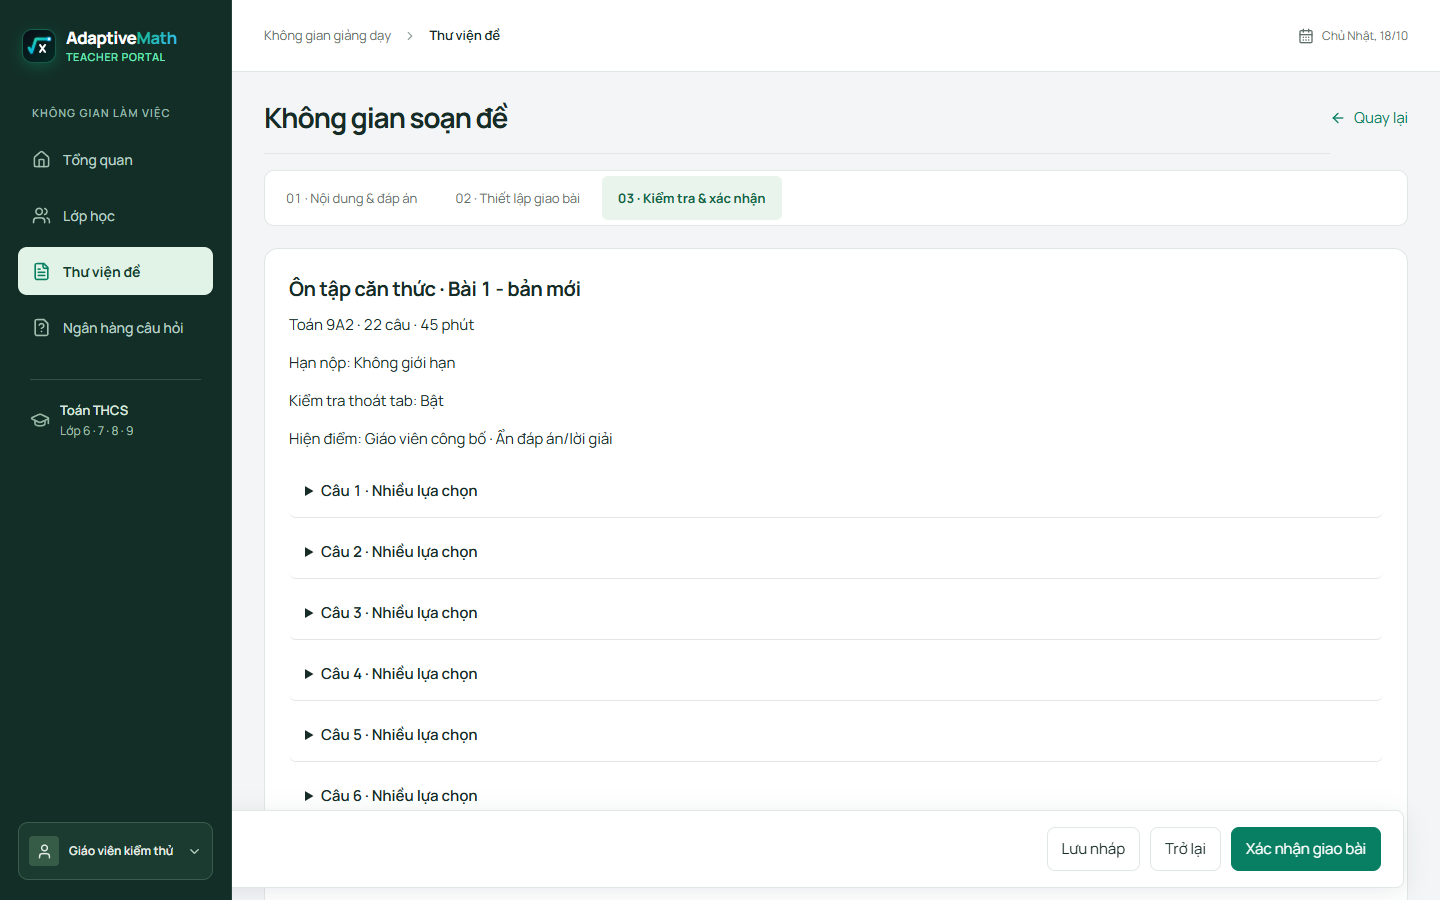 AdaptiveMath
TEACHER PORTAL
KHÔNG GIAN LÀM VIỆC
Tổng quan
Lớp học
Thư viện đề
Ngân hàng câu hỏi
Toán THCS
Lớp 6 · 7 · 8 · 9
Giáo viên kiểm thử
Không gian giảng dạy
Thư viện đề
Chủ Nhật, 18/10
Không gian soạn đề
Quay lại
01 · Nội dung & đáp án
02 · Thiết lập giao bài
03 · Kiểm tra & xác nhận
Ôn tập căn thức · Bài 1 - bản mới
Toán 9A2 · 22 câu · 45 phút
Hạn nộp: Không giới hạn
Kiểm tra thoát tab: Bật
Hiện điểm: Giáo viên công bố · Ẩn đáp án/lời giải
Câu 1 · Nhiều lựa chọn
Câu 2 · Nhiều lựa chọn
Câu 3 · Nhiều lựa chọn
Câu 4 · Nhiều lựa chọn
Câu 5 · Nhiều lựa chọn
Câu 6 · Nhiều lựa chọn
Lưu nháp
Trở lại
Xác nhận giao bài